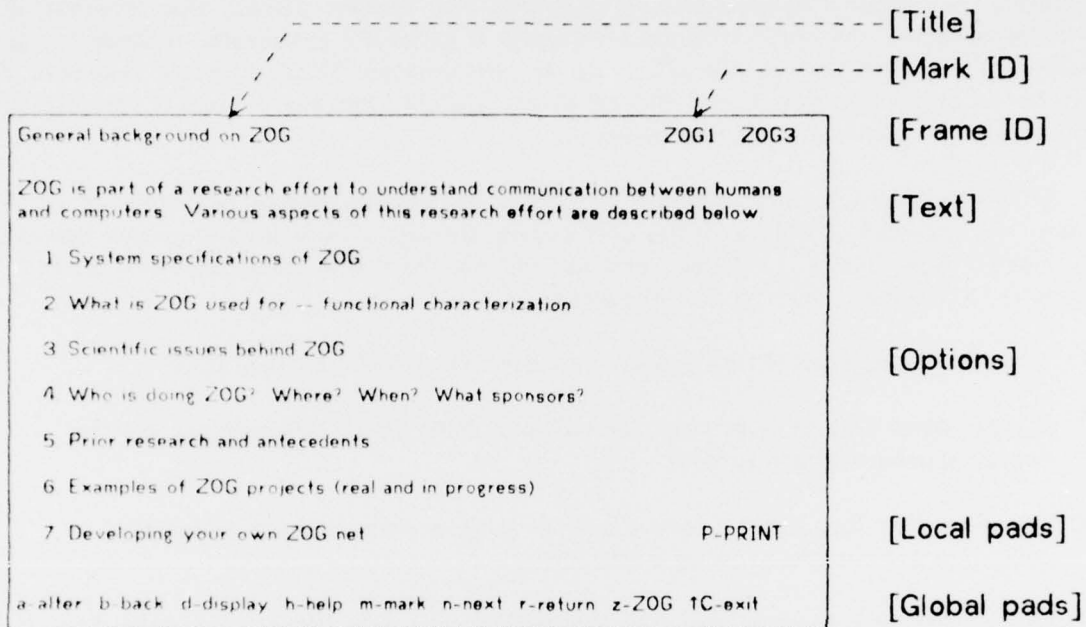 [Title]
[Mark ID]
General background on ZOG ZOG1 ZOG3 [Frame ID]
ZOG is part of a research effort to understand communication between humans
and computers. Various aspects of this research effort are described below. [Text]
1. System specifications of ZOG
2. What is ZOG used for -- functional characterization
3. Scientific issues behind ZOG
[Options]
4. Who is doing ZOG? Where? When? What sponsors?
5. Prior research and antecedents
6. Examples of ZOG projects (real and in progress)
7. Developing your own ZOG net P-PRINT [Local pads]
a-alter b-back d-display h-help m-mark n-next r-return z-ZOG ↑C-exit [Global pads]